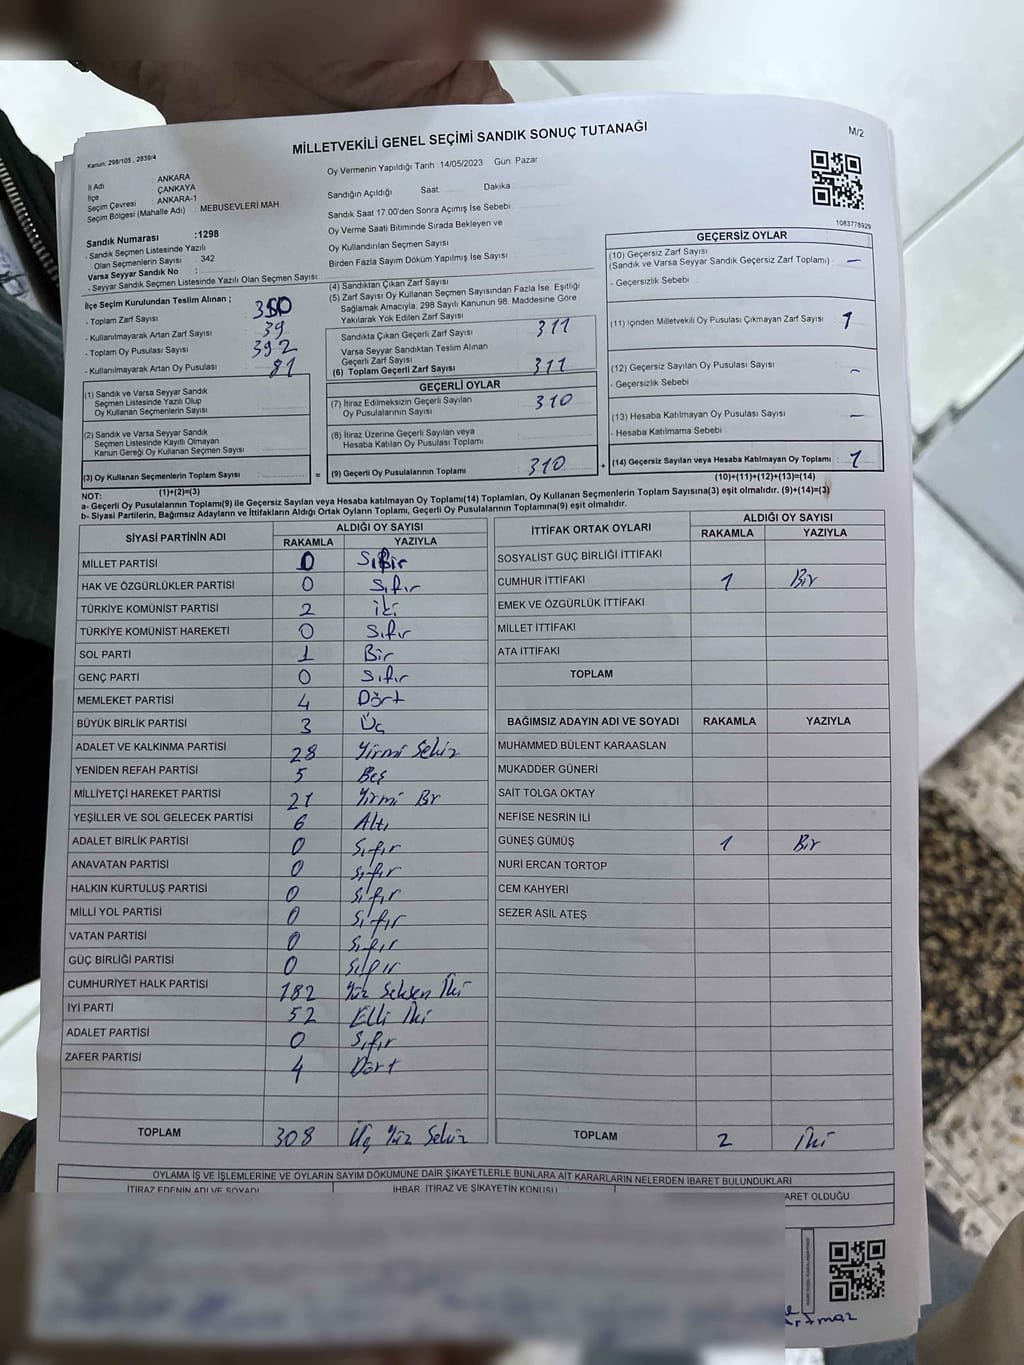 MİLLETVEKİLİ GENEL SEÇİMİ SANDIK SONUÇ TUTANAĞI
M/2
Kanun: 298/105 , 2839/4
İl Adı : ANKARA
İlçe : ÇANKAYA
Seçim Çevresi : ANKARA-1
Seçim Bölgesi (Mahalle Adı) : MEBUSEVLERİ MAH.
Sandık Numarası :1298
- Sandık Seçmen Listesinde Yazılı
Olan Seçmenlerin Sayısı : 342
Varsa Seyyar Sandık No :
- Seyyar Sandık Seçmen Listesinde Yazılı Olan Seçmen Sayısı:
Oy Vermenin Yapıldığı Tarih :14/05/2023 Gün: Pazar
Sandığın Açıldığı Saat Dakika
Sandık Saat 17.00'den Sonra Açımış İse Sebebi
Oy Verme Saati Bitiminde Sırada Bekleyen ve
Oy Kullandırılan Seçmen Sayısı
Birden Fazla Sayım Döküm Yapılmış İse Sayısı
1083778929
İlçe Seçim Kurulundan Teslim Alınan ;
- Toplam Zarf Sayısı :
- Kullanılmayarak Artan Zarf Sayısı : 39
- Toplam Oy Pusulası Sayısı : 392
- Kullanılmayarak Artan Oy Pusulası : 81
(1) Sandık ve Varsa Seyyar Sandık
Seçmen Listesinde Yazılı Olup
Oy Kullanan Seçmenlerin Sayısı :
(2) Sandık ve Varsa Seyyar Sandık
Seçmen Listesinde Kayıtlı Olmayan
Kanun Gereği Oy Kullanan Seçmen Sayısı :
(3) Oy Kullanan Seçmenlerin Toplam Sayısı : =
(1)+(2)=(3)
(4) Sandıktan Çıkan Zarf Sayısı
(5) Zarf Sayısı Oy Kullanan Seçmen Sayısından Fazla İse, Eşitliği
Sağlamak Amacıyla; 298 Sayılı Kanunun 98. Maddesine Göre
Yakılarak Yok Edilen Zarf Sayısı
Sandıkta Çıkan Geçerli Zarf Sayısı : 311
Varsa Seyyar Sandıktan Teslim Alınan
Geçerli Zarf Sayısı
(6) Toplam Geçerli Zarf Sayısı : 311
GEÇERLİ OYLAR
(7) İtiraz Edilmeksizin Geçerli Sayılan
Oy Pusulalarının Sayısı : 310
(8) İtiraz Üzerine Geçerli Sayılan veya
Hesaba Katılan Oy Pusulası Toplamı :
(9) Geçerli Oy Pusulalarının Toplamı : 310 +
GEÇERSİZ OYLAR
(10) Geçersiz Zarf Sayısı
(Sandık ve Varsa Seyyar Sandık Geçersiz Zarf Toplamı) : —
- Geçersizlik Sebebi :
(11) İçinden Milletvekili Oy Pusulası Çıkmayan Zarf Sayısı : 1
(12) Geçersiz Sayılan Oy Pusulası Sayısı : —
- Geçersizlik Sebebi
(13) Hesaba Katılmayan Oy Pusulası Sayısı : —
- Hesaba Katılmama Sebebi
(14) Geçersiz Sayılan veya Hesaba Katılmayan Oy Toplamı : 1
(10)+(11)+(12)+(13)=(14)
NOT:
a- Geçerli Oy Pusulalarının Toplamı(9) ile Geçersiz Sayılan veya Hesaba katılmayan Oy Toplamı(14) Toplamları, Oy Kullanan Seçmenlerin Toplam Sayısına(3) eşit olmalıdır. (9)+(14)=(3)
b- Siyasi Partilerin, Bağımsız Adayların ve İttifakların Aldığı Ortak Oyların Toplamı, Geçerli Oy Pusulalarının Toplamına(9) eşit olmalıdır.
SİYASİ PARTİNİN ADI ALDIĞI OY SAYISI
RAKAMLA YAZIYLA
MİLLET PARTİSİ 0
HAK VE ÖZGÜRLÜKLER PARTİSİ 0 Sıfır
TÜRKİYE KOMÜNİST PARTİSİ 2 iki
TÜRKİYE KOMÜNİST HAREKETİ 0 Sıfır
SOL PARTİ 1 Bir
GENÇ PARTİ 0 Sıfır
MEMLEKET PARTİSİ 4 Dört
BÜYÜK BİRLİK PARTİSİ 3 Üç
ADALET VE KALKINMA PARTİSİ 28 Yirmi Sekiz
YENİDEN REFAH PARTİSİ 5 Beş
MİLLİYETÇİ HAREKET PARTİSİ 21 Yirmi Bir
YEŞİLLER VE SOL GELECEK PARTİSİ 6 Altı
ADALET BİRLİK PARTİSİ 0 Sıfır
ANAVATAN PARTİSİ 0 Sıfır
HALKIN KURTULUŞ PARTİSİ 0 Sıfır
MİLLİ YOL PARTİSİ 0 Sıfır
VATAN PARTİSİ 0 Sıfır
GÜÇ BİRLİĞİ PARTİSİ 0 Sıfır
CUMHURİYET HALK PARTİSİ 182 Yüz Seksen İki
İYİ PARTİ 52 Elli İki
ADALET PARTİSİ 0 Sıfır
ZAFER PARTİSİ 4 Dört
TOPLAM 308 Üç Yüz Sekiz
İTTİFAK ORTAK OYLARI ALDIĞI OY SAYISI
RAKAMLA YAZIYLA
SOSYALİST GÜÇ BİRLİĞİ İTTİFAKI
CUMHUR İTTİFAKI 1 Bir
EMEK VE ÖZGÜRLÜK İTTİFAKI
MİLLET İTTİFAKI
ATA İTTİFAKI
TOPLAM
BAĞIMSIZ ADAYIN ADI VE SOYADI RAKAMLA YAZIYLA
MUHAMMED BÜLENT KARAASLAN
MUKADDER GÜNERİ
SAİT TOLGA OKTAY
NEFİSE NESRİN İLİ
GÜNEŞ GÜMÜŞ 1 Bir
NURİ ERCAN TORTOP
CEM KAHYERİ
SEZER ASİL ATEŞ
TOPLAM 2 İki
OYLAMA İŞ VE İŞLEMLERİNE VE OYLARIN SAYIM DÖKÜMÜNE DAİR ŞİKAYETLERLE BUNLARA AİT KARARLARIN NELERDEN İBARET BULUNDUKLARI
İTİRAZ EDENİN ADI VE SOYADI İHBAR, İTİRAZ VE ŞİKAYETİN KONUSU ARET OLDUĞU